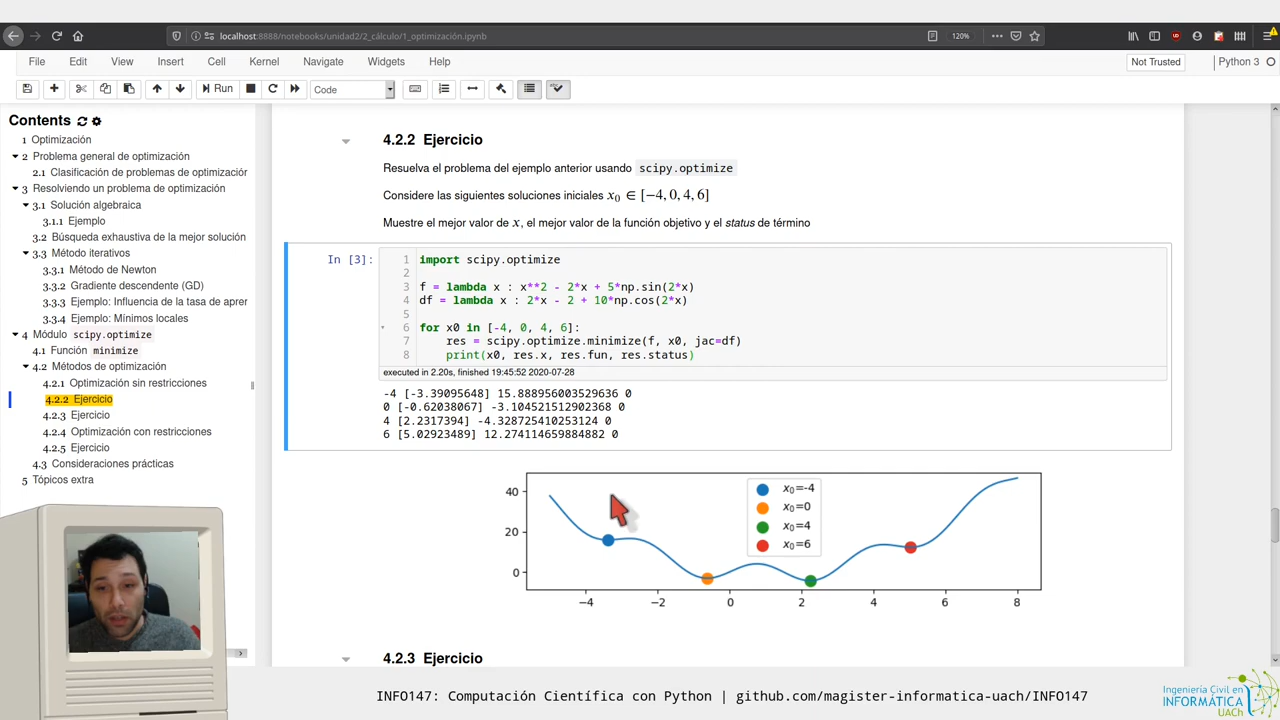 localhost:8888/notebooks/unidad2/2_cálculo/1_optimización.ipynb
120%
File Edit View Insert Cell Kernel Navigate Widgets Help
Not Trusted
Python 3
Run
Code
Contents
1 Optimización
2 Problema general de optimización
2.1 Clasificación de problemas de optimización
3 Resolviendo un problema de optimización
3.1 Solución algebraica
3.1.1 Ejemplo
3.2 Búsqueda exhaustiva de la mejor solución
3.3 Método iterativos
3.3.1 Método de Newton
3.3.2 Gradiente descendente (GD)
3.3.3 Ejemplo: Influencia de la tasa de aprer
3.3.4 Ejemplo: Mínimos locales
4 Módulo scipy.optimize
4.1 Función minimize
4.2 Métodos de optimización
4.2.1 Optimización sin restricciones
4.2.2 Ejercicio
4.2.3 Ejercicio
4.2.4 Optimización con restricciones
4.2.5 Ejercicio
4.3 Consideraciones prácticas
5 Tópicos extra
4.2.2 Ejercicio
Resuelva el problema del ejemplo anterior usando scipy.optimize
Considere las siguientes soluciones iniciales x₀ ∈ [−4, 0, 4, 6]
Muestre el mejor valor de x, el mejor valor de la función objetivo y el status de término
In [3]:
1 import scipy.optimize
2
3 f = lambda x : x**2 - 2*x + 5*np.sin(2*x)
4 df = lambda x : 2*x - 2 + 10*np.cos(2*x)
5
6 for x0 in [-4, 0, 4, 6]:
7 res = scipy.optimize.minimize(f, x0, jac=df)
8 print(x0, res.x, res.fun, res.status)
executed in 2.20s, finished 19:45:52 2020-07-28
-4 [-3.39095648] 15.888956003529636 0
0 [-0.62038067] -3.104521512902368 0
4 [2.2317394] -4.328725410253124 0
6 [5.02923489] 12.274114659884882 0
40
20
0
x₀=-4
x₀=0
x₀=4
x₀=6
−4 −2 0 2 4 6 8
4.2.3 Ejercicio
INFO147: Computación Científica con Python | github.com/magister-informatica-uach/INFO147
Ingeniería Civil en
INFORMÁTICA
UACh